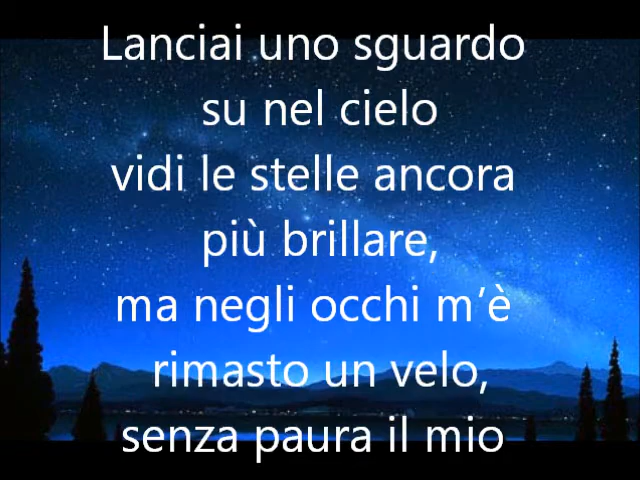 Lanciai uno sguardo
su nel cielo
vidi le stelle ancora
più brillare,
ma negli occhi m’è
rimasto un velo,
senza paura il mio